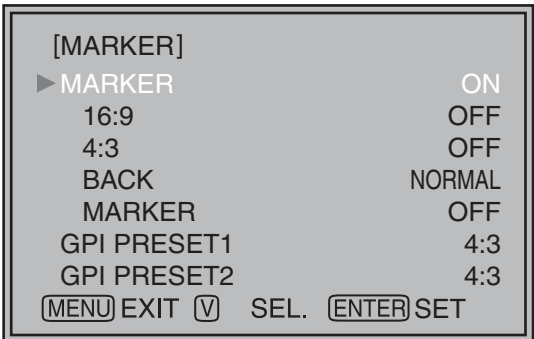 [MARKER]
▶MARKER ON
16:9 OFF
4:3 OFF
BACK NORMAL
MARKER OFF
GPI PRESET1 4:3
GPI PRESET2 4:3
MENU EXIT V SEL. ENTER SET